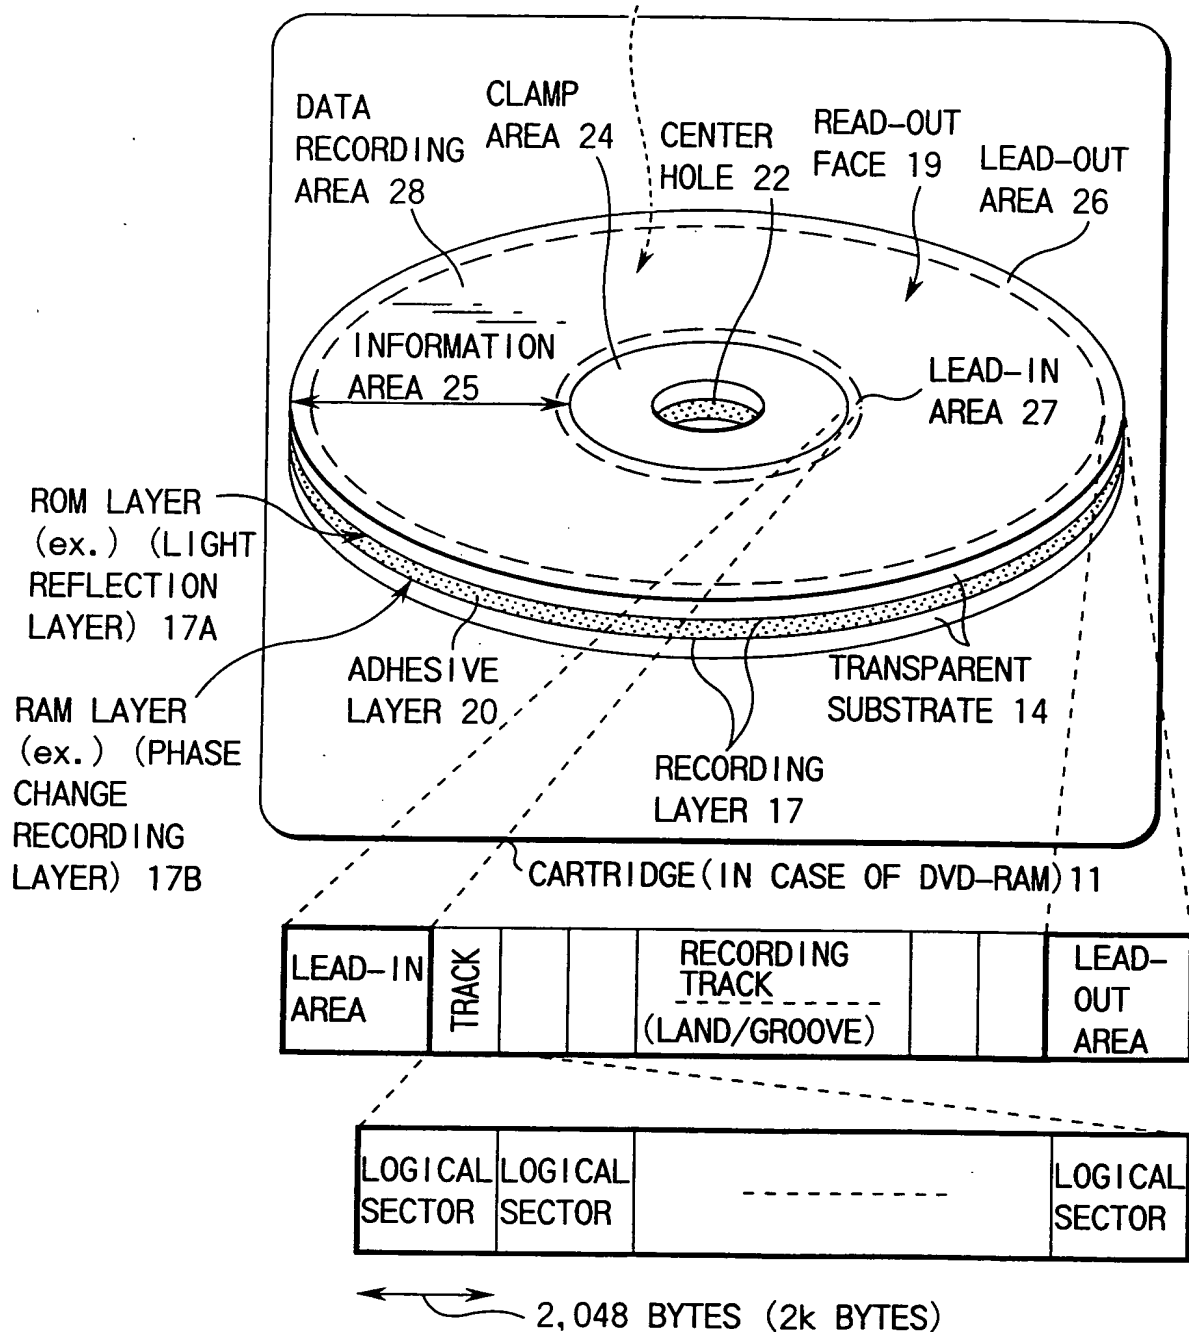 DATA
RECORDING
AREA 28
CLAMP
AREA 24
CENTER
HOLE 22
READ-OUT
FACE 19
LEAD-OUT
AREA 26
INFORMATION
AREA 25
LEAD-IN
AREA 27
ROM LAYER
(ex.) (LIGHT
REFLECTION
LAYER) 17A
ADHESIVE
LAYER 20
TRANSPARENT
SUBSTRATE 14
RAM LAYER
(ex.) (PHASE
CHANGE
RECORDING
LAYER) 17B
RECORDING
LAYER 17
CARTRIDGE(IN CASE OF DVD-RAM)11
LEAD-IN
AREA
TRACK
RECORDING
TRACK
(LAND/GROOVE)
LEAD-
OUT
AREA
LOGICAL
SECTOR
LOGICAL
SECTOR
LOGICAL
SECTOR
2,048 BYTES (2k BYTES)